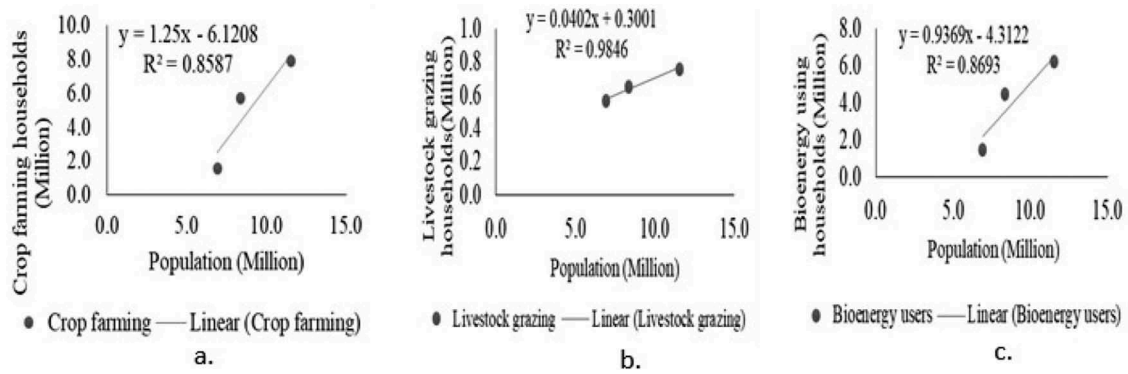 10.0
8.0
6.0
4.0
2.0
0.0
y = 1.25x - 6.1208
R² = 0.8587
0.0 5.0 10.0 15.0
Crop farming households
(Million)
Population (Million)
Crop farming Linear (Crop farming)
a.
1.0
0.8
0.6
0.4
0.2
0.0
y = 0.0402x + 0.3001
R² = 0.9846
0.0 5.0 10.0 15.0
Livestock grazing
households(Million)
Population (Million)
Livestock grazing Linear (Livestock grazing)
b.
8.0
6.0
4.0
2.0
0.0
y = 0.9369x - 4.3122
R² = 0.8693
0.0 5.0 10.0 15.0
Bioenergy using
households (Million)
Population (Million)
Bioenergy users Linear (Bioenergy users)
c.